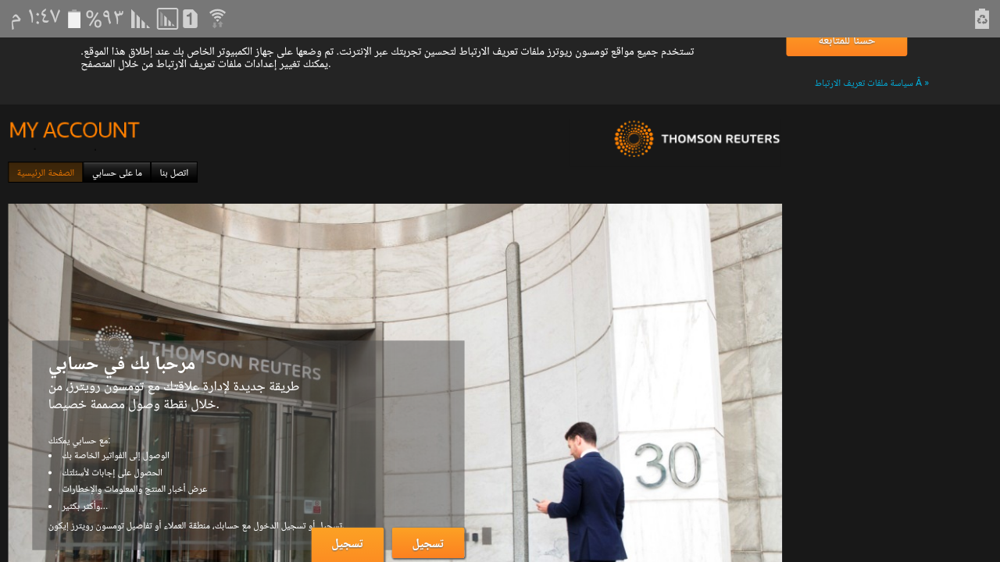 م ١:٤٧ %٩٣ 1
حسنًا للمتابعة
تستخدم جميع مواقع تومسون ريوترز ملفات تعريف الارتباط لتحسين تجربتك عبر الإنترنت. تم وضعها على جهاز الكمبيوتر الخاص بك عند إطلاق هذا الموقع.
يمكنك تغيير إعدادات ملفات تعريف الارتباط من خلال المتصفح.
سياسة ملفات تعريف الارتباط Â »
MY ACCOUNT
THOMSON REUTERS
الصفحة الرئيسية
ما على حسابي
اتصل بنا
THOMSON REUTERS
مرحبا بك في حسابي
طريقة جديدة لإدارة علاقتك مع تومسون رويترز، من
خلال نقطة وصول مصممة خصيصا.
مع حسابي يمكنك:
• الوصول إلى الفواتير الخاصة بك
• الحصول على إجابات لأسئلتك
• عرض أخبار المنتج والمعلومات والإخطارات
• وأكثر بكثير...
تسجيل أو تسجيل الدخول مع حسابك، منطقة العملاء أو تفاصيل تومسون رويترز إيكون.
تسجيل
تسجيل
30